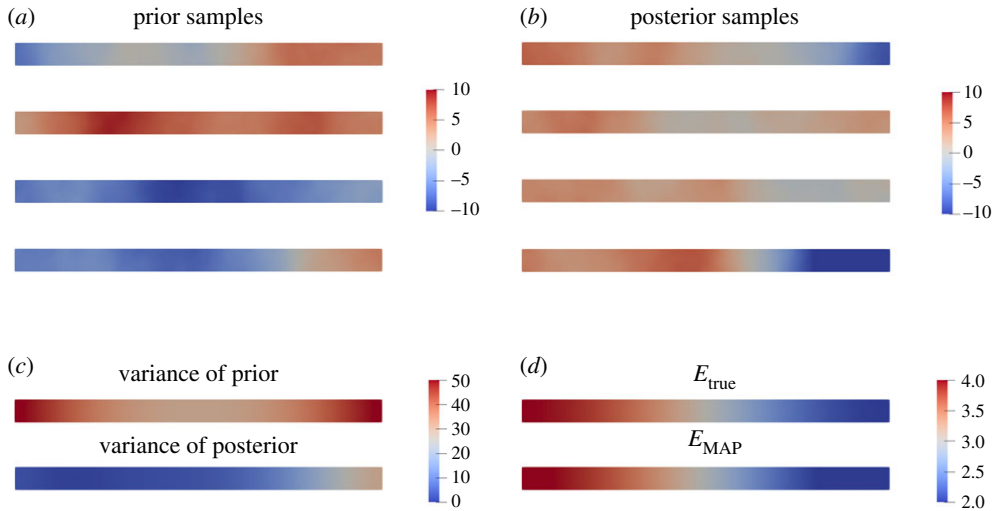 (a) prior samples
10
5
0
−5
−10
(b) posterior samples
10
5
0
−5
−10
(c)
variance of prior
variance of posterior
50
40
30
20
10
0
(d)
E_true
E_MAP
4.0
3.5
3.0
2.5
2.0